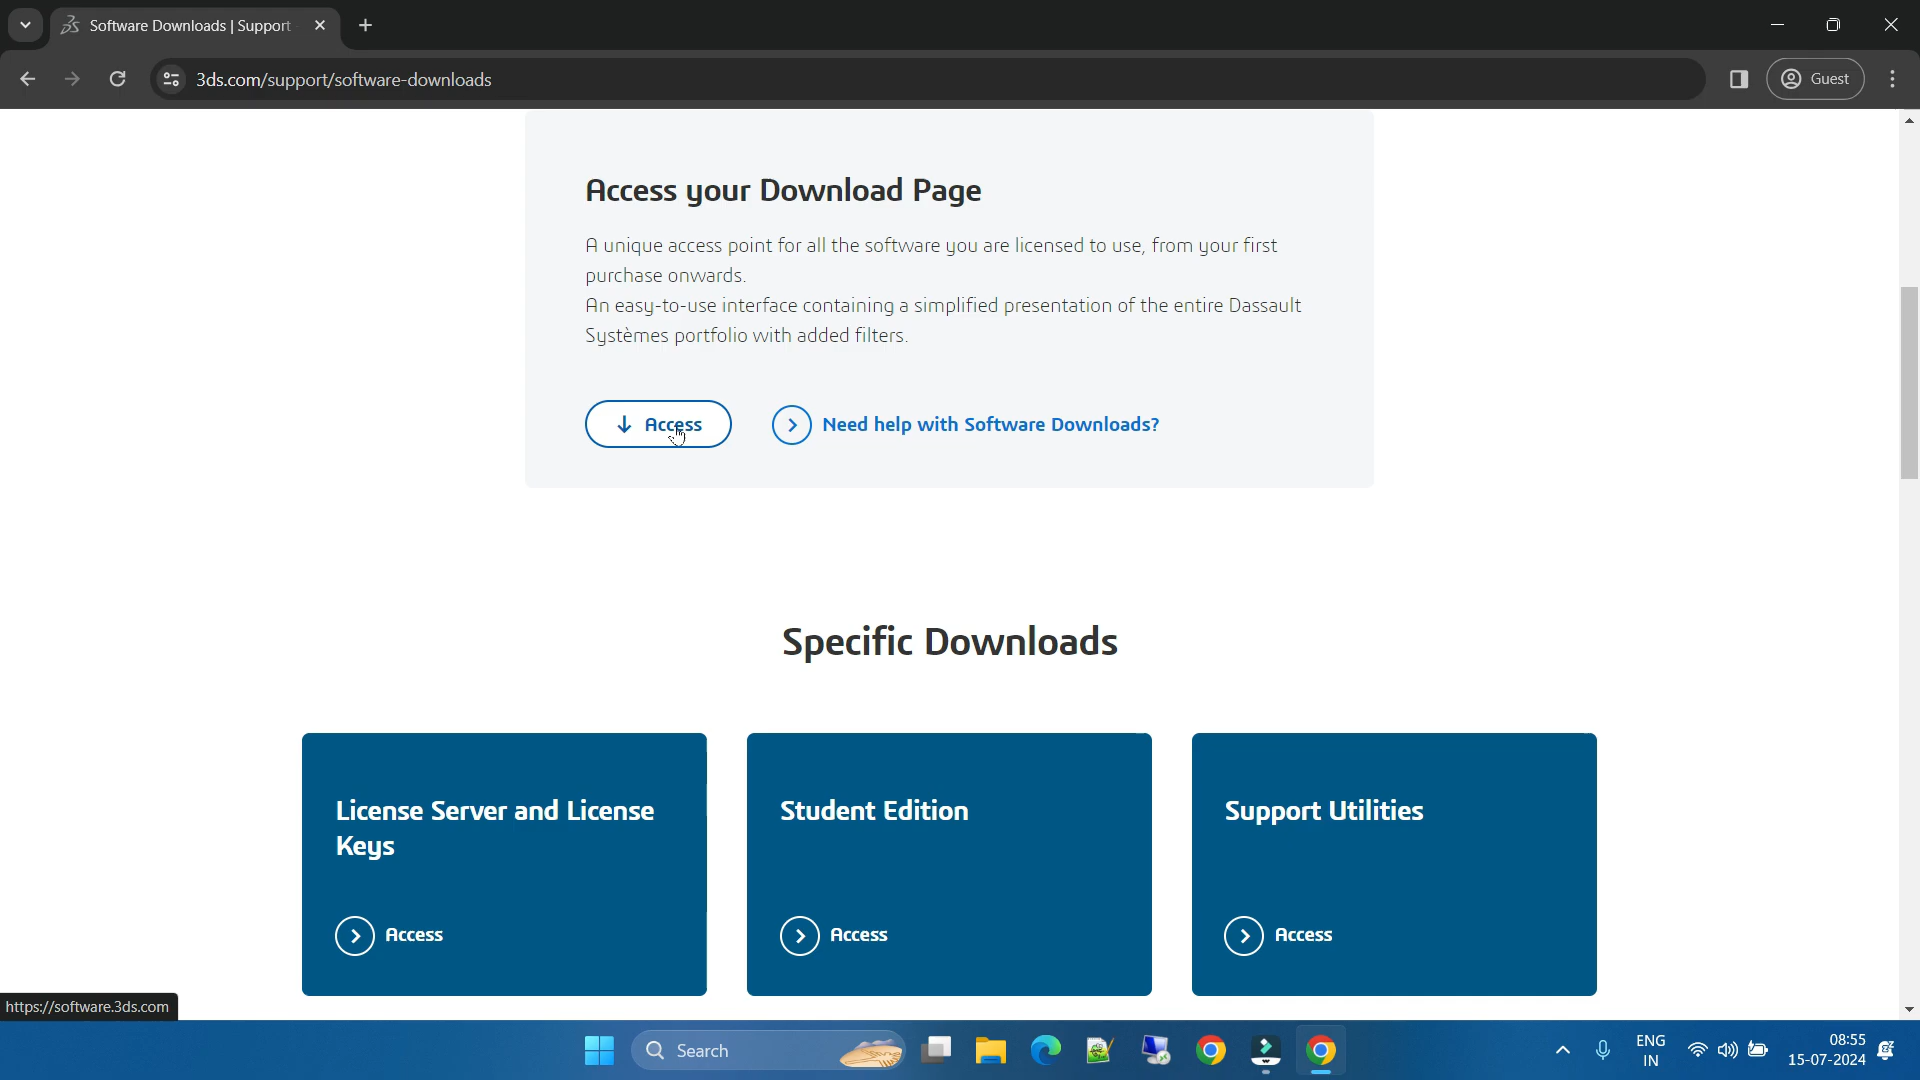 Software Downloads | Support
3ds.com/support/software-downloads
Guest
Access your Download Page
A unique access point for all the software you are licensed to use, from your first
purchase onwards.
An easy-to-use interface containing a simplified presentation of the entire Dassault
Systèmes portfolio with added filters.
Access
Need help with Software Downloads?
Specific Downloads
License Server and License
Keys
Access
Student Edition
Access
Support Utilities
Access
https://software.3ds.com
Search
ENG
IN
08:55
15-07-2024